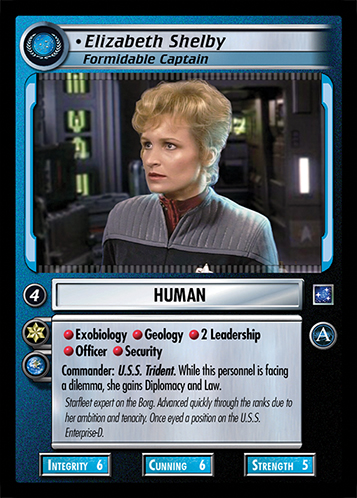 • Elizabeth Shelby
Formidable Captain
4
HUMAN
A
Exobiology Geology 2 Leadership
Officer Security
Commander: U.S.S. Trident. While this personnel is facing
a dilemma, she gains Diplomacy and Law.
Starfleet expert on the Borg. Advanced quickly through the ranks due to
her ambition and tenacity. Once eyed a position on the U.S.S.
Enterprise-D.
INTEGRITY 6
CUNNING 6
STRENGTH 5